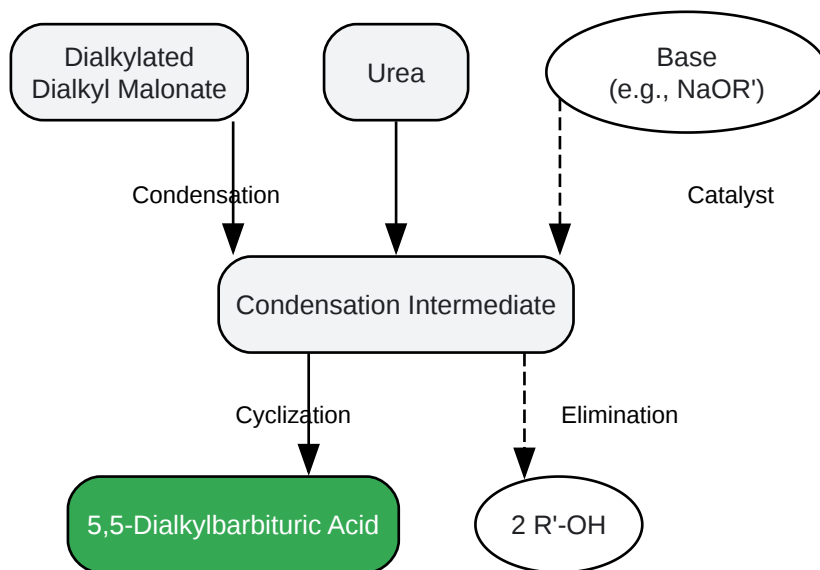 Dialkylated
Dialkyl Malonate
Urea
Base
(e.g., NaOR')
Condensation
Catalyst
Condensation Intermediate
Cyclization
Elimination
5,5-Dialkylbarbituric Acid
2 R'-OH